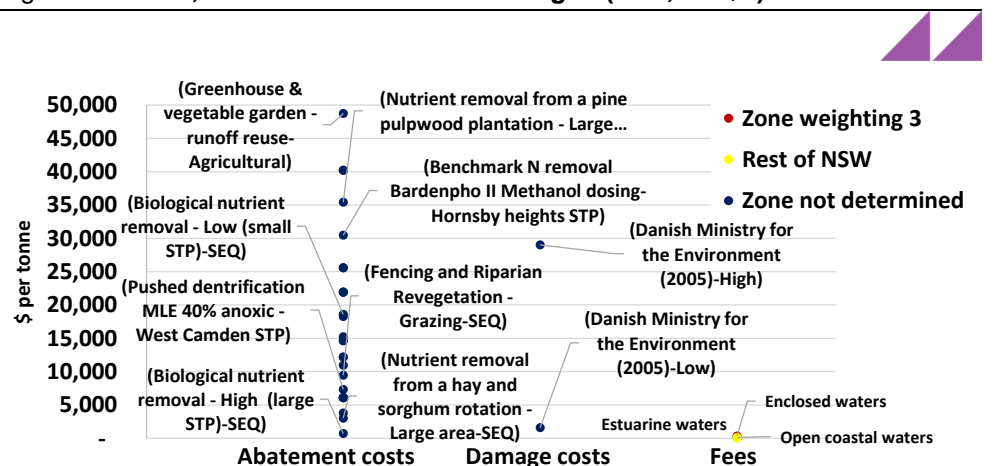 (Greenhouse &
vegetable garden -
runoff reuse-
Agricultural)
(Nutrient removal from a pine
pulpwood plantation - Large...
(Benchmark N removal
Bardenpho II Methanol dosing-
Hornsby heights STP)
(Biological nutrient
removal - Low (small
STP)-SEQ)
(Danish Ministry for
the Environment
(2005)-High)
(Fencing and Riparian
Revegetation -
Grazing-SEQ)
(Pushed dentrification
MLE 40% anoxic -
West Camden STP)
(Danish Ministry for
the Environment
(2005)-Low)
(Nutrient removal
from a hay and
sorghum rotation -
Large area-SEQ)
(Biological nutrient
removal - High (large
STP)-SEQ)
Enclosed waters
Estuarine waters
Open coastal waters
Zone weighting 3
Rest of NSW
Zone not determined
$ per tonne
50,000
45,000
40,000
35,000
30,000
25,000
20,000
15,000
10,000
5,000
-
Abatement costs
Damage costs
Fees